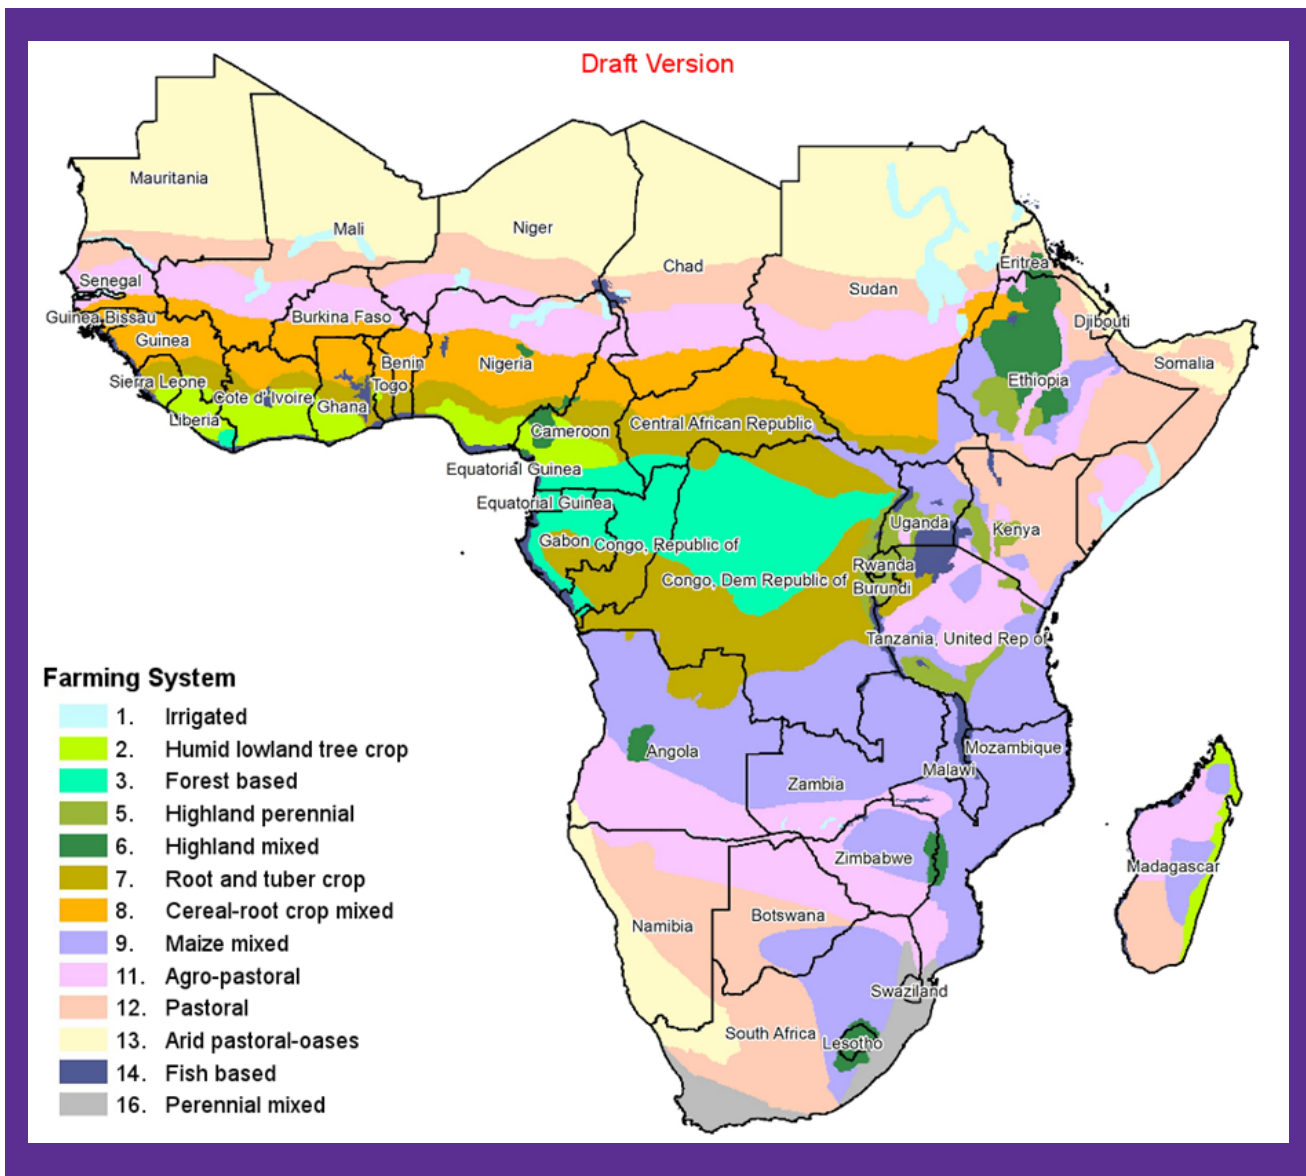 Draft Version
Mauritania
Mali
Niger
Chad
Sudan
Eritrea
Senegal
Guinea Bissau
Burkina Faso
Djibouti
Guinea
Benin
Nigeria
Somalia
Sierra Leone
Togo
Ethiopia
Cote d' Ivoire
Ghana
Liberia
Cameroon
Central African Republic
Equatorial Guinea
Equatorial Guinea
Uganda
Kenya
Gabon
Congo, Republic of
Rwanda
Congo, Dem Republic of
Burundi
Tanzania, United Rep of
Angola
Mozambique
Malawi
Zambia
Zimbabwe
Madagascar
Botswana
Namibia
Swaziland
South Africa
Lesotho
Farming System
1. Irrigated
2. Humid lowland tree crop
3. Forest based
5. Highland perennial
6. Highland mixed
7. Root and tuber crop
8. Cereal-root crop mixed
9. Maize mixed
11. Agro-pastoral
12. Pastoral
13. Arid pastoral-oases
14. Fish based
16. Perennial mixed